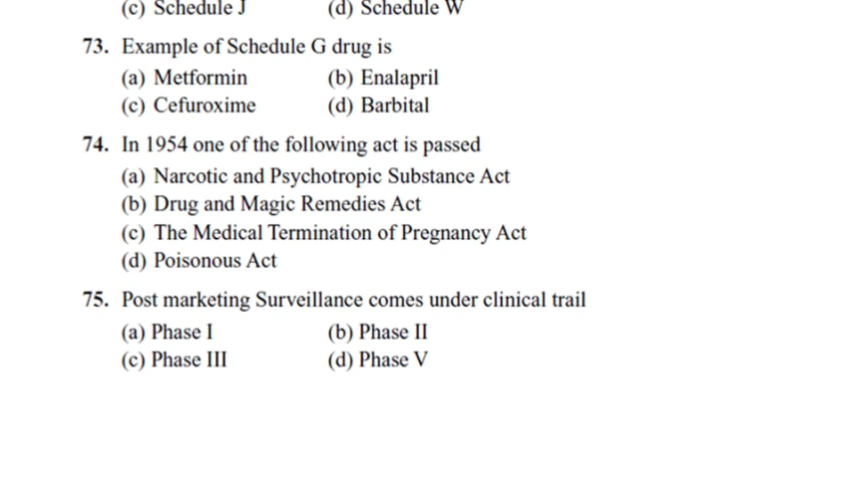 (c) Schedule J (d) Schedule W
73. Example of Schedule G drug is
(a) Metformin (b) Enalapril
(c) Cefuroxime (d) Barbital
74. In 1954 one of the following act is passed
(a) Narcotic and Psychotropic Substance Act
(b) Drug and Magic Remedies Act
(c) The Medical Termination of Pregnancy Act
(d) Poisonous Act
75. Post marketing Surveillance comes under clinical trail
(a) Phase I (b) Phase II
(c) Phase III (d) Phase V